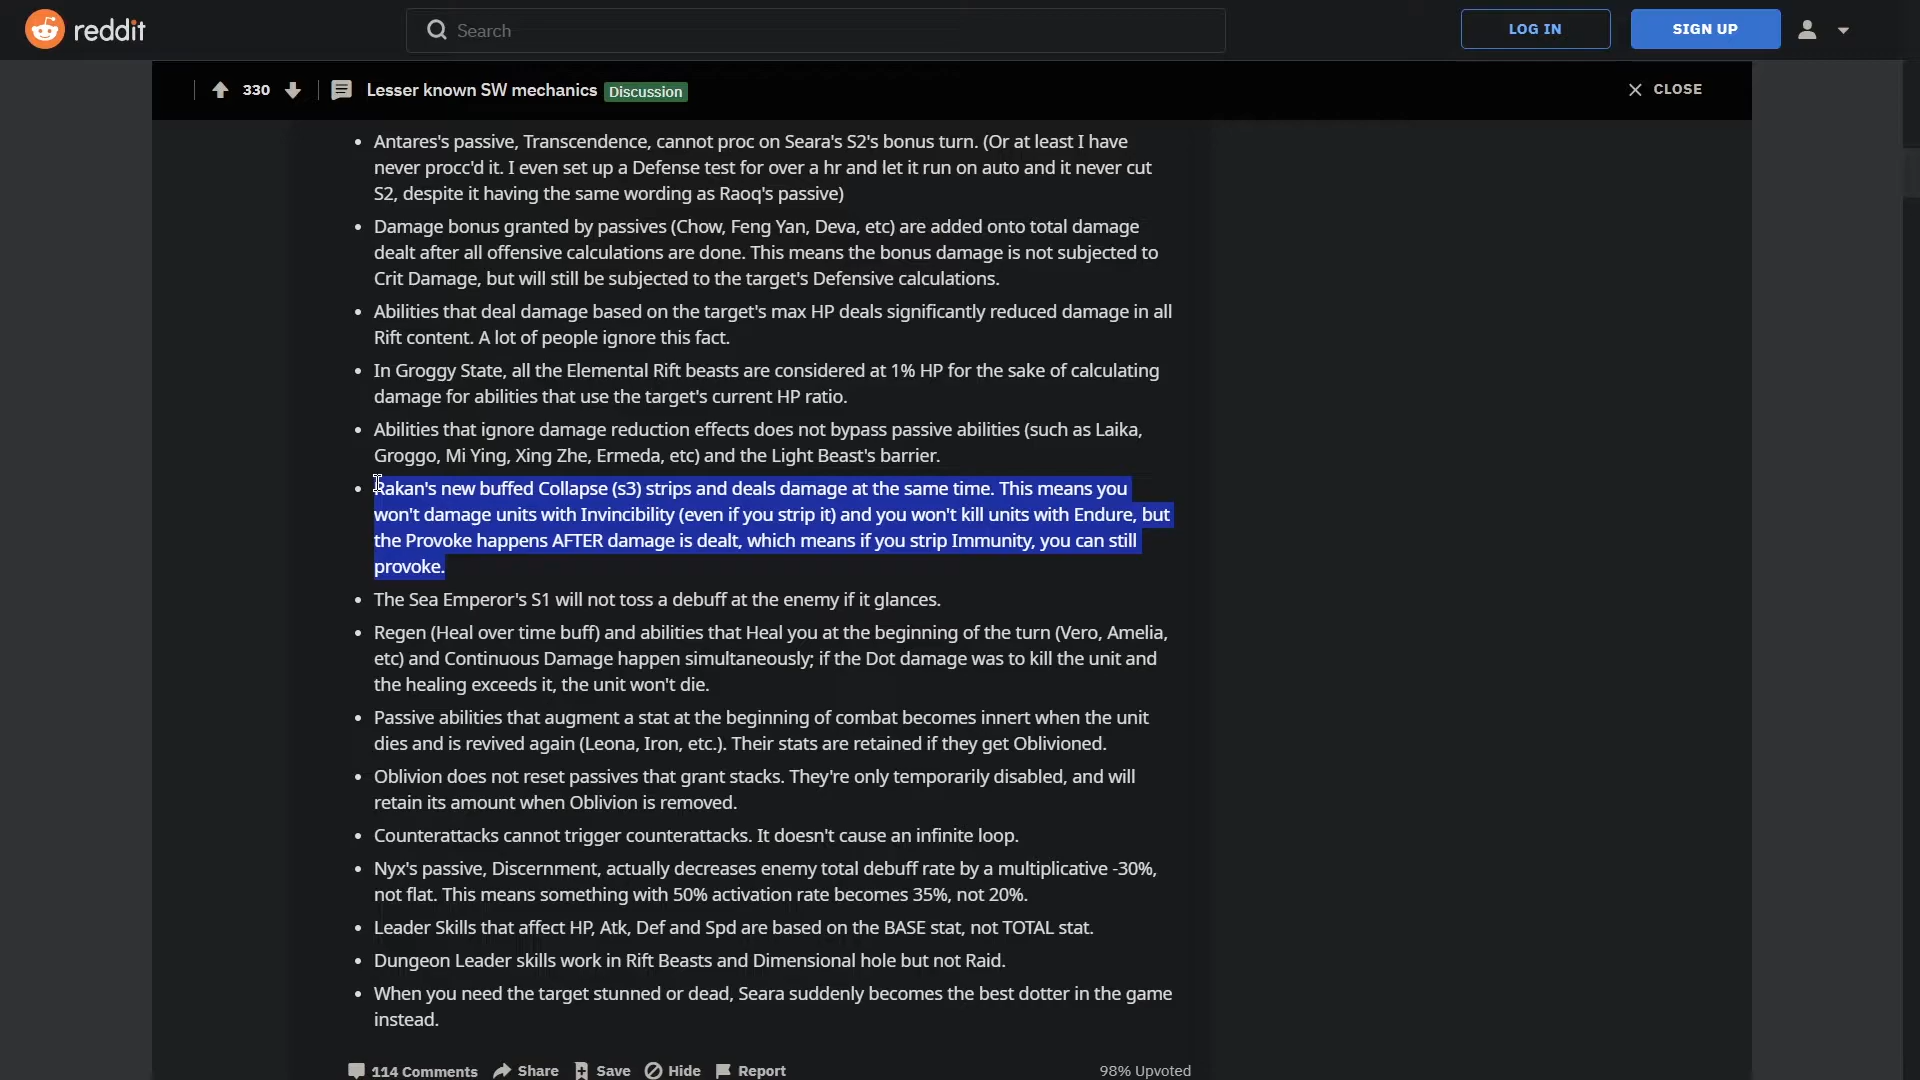 reddit
Search
LOG IN
SIGN UP
330
Lesser known SW mechanics Discussion
CLOSE
• Antares's passive, Transcendence, cannot proc on Seara's S2's bonus turn. (Or at least I have
never procc'd it. I even set up a Defense test for over a hr and let it run on auto and it never cut
S2, despite it having the same wording as Raoq's passive)
• Damage bonus granted by passives (Chow, Feng Yan, Deva, etc) are added onto total damage
dealt after all offensive calculations are done. This means the bonus damage is not subjected to
Crit Damage, but will still be subjected to the target's Defensive calculations.
• Abilities that deal damage based on the target's max HP deals significantly reduced damage in all
Rift content. A lot of people ignore this fact.
• In Groggy State, all the Elemental Rift beasts are considered at 1% HP for the sake of calculating
damage for abilities that use the target's current HP ratio.
• Abilities that ignore damage reduction effects does not bypass passive abilities (such as Laika,
Groggo, Mi Ying, Xing Zhe, Ermeda, etc) and the Light Beast's barrier.
• Rakan's new buffed Collapse (s3) strips and deals damage at the same time. This means you
won't damage units with Invincibility (even if you strip it) and you won't kill units with Endure, but
the Provoke happens AFTER damage is dealt, which means if you strip Immunity, you can still
provoke.
• The Sea Emperor's S1 will not toss a debuff at the enemy if it glances.
• Regen (Heal over time buff) and abilities that Heal you at the beginning of the turn (Vero, Amelia,
etc) and Continuous Damage happen simultaneously; if the Dot damage was to kill the unit and
the healing exceeds it, the unit won't die.
• Passive abilities that augment a stat at the beginning of combat becomes innert when the unit
dies and is revived again (Leona, Iron, etc.). Their stats are retained if they get Oblivioned.
• Oblivion does not reset passives that grant stacks. They're only temporarily disabled, and will
retain its amount when Oblivion is removed.
• Counterattacks cannot trigger counterattacks. It doesn't cause an infinite loop.
• Nyx's passive, Discernment, actually decreases enemy total debuff rate by a multiplicative -30%,
not flat. This means something with 50% activation rate becomes 35%, not 20%.
• Leader Skills that affect HP, Atk, Def and Spd are based on the BASE stat, not TOTAL stat.
• Dungeon Leader skills work in Rift Beasts and Dimensional hole but not Raid.
• When you need the target stunned or dead, Seara suddenly becomes the best dotter in the game
instead.
114 Comments Share Save Hide Report 98% Upvoted